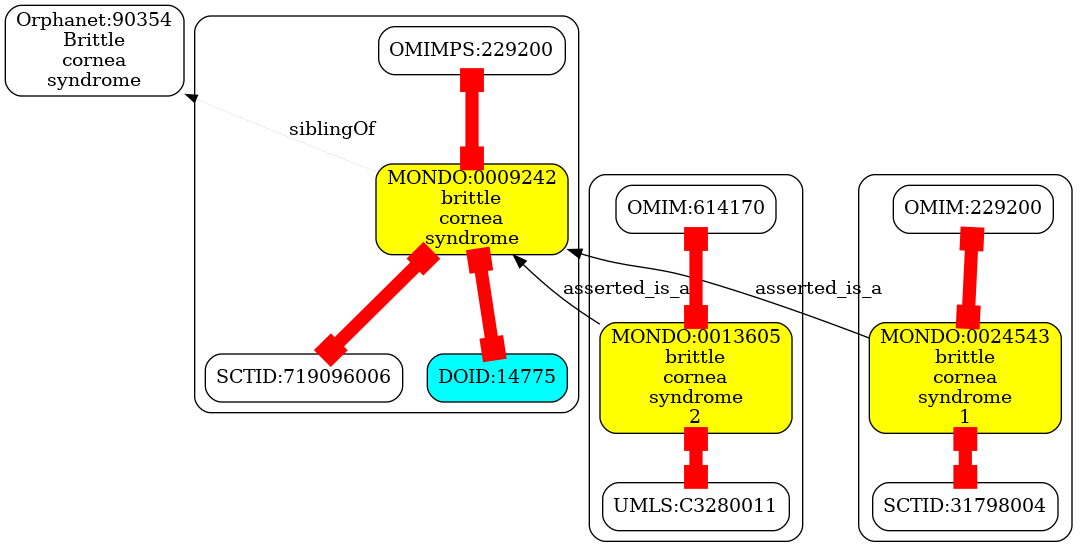 Orphanet:90354
Brittle
cornea
syndrome
OMIMPS:229200
siblingOf
MONDO:0009242
brittle
cornea
syndrome
OMIM:614170
OMIM:229200
asserted_is_a
asserted_is_a
SCTID:719096006
DOID:14775
MONDO:0013605
brittle
cornea
syndrome
2
MONDO:0024543
brittle
cornea
syndrome
1
UMLS:C3280011
SCTID:31798004